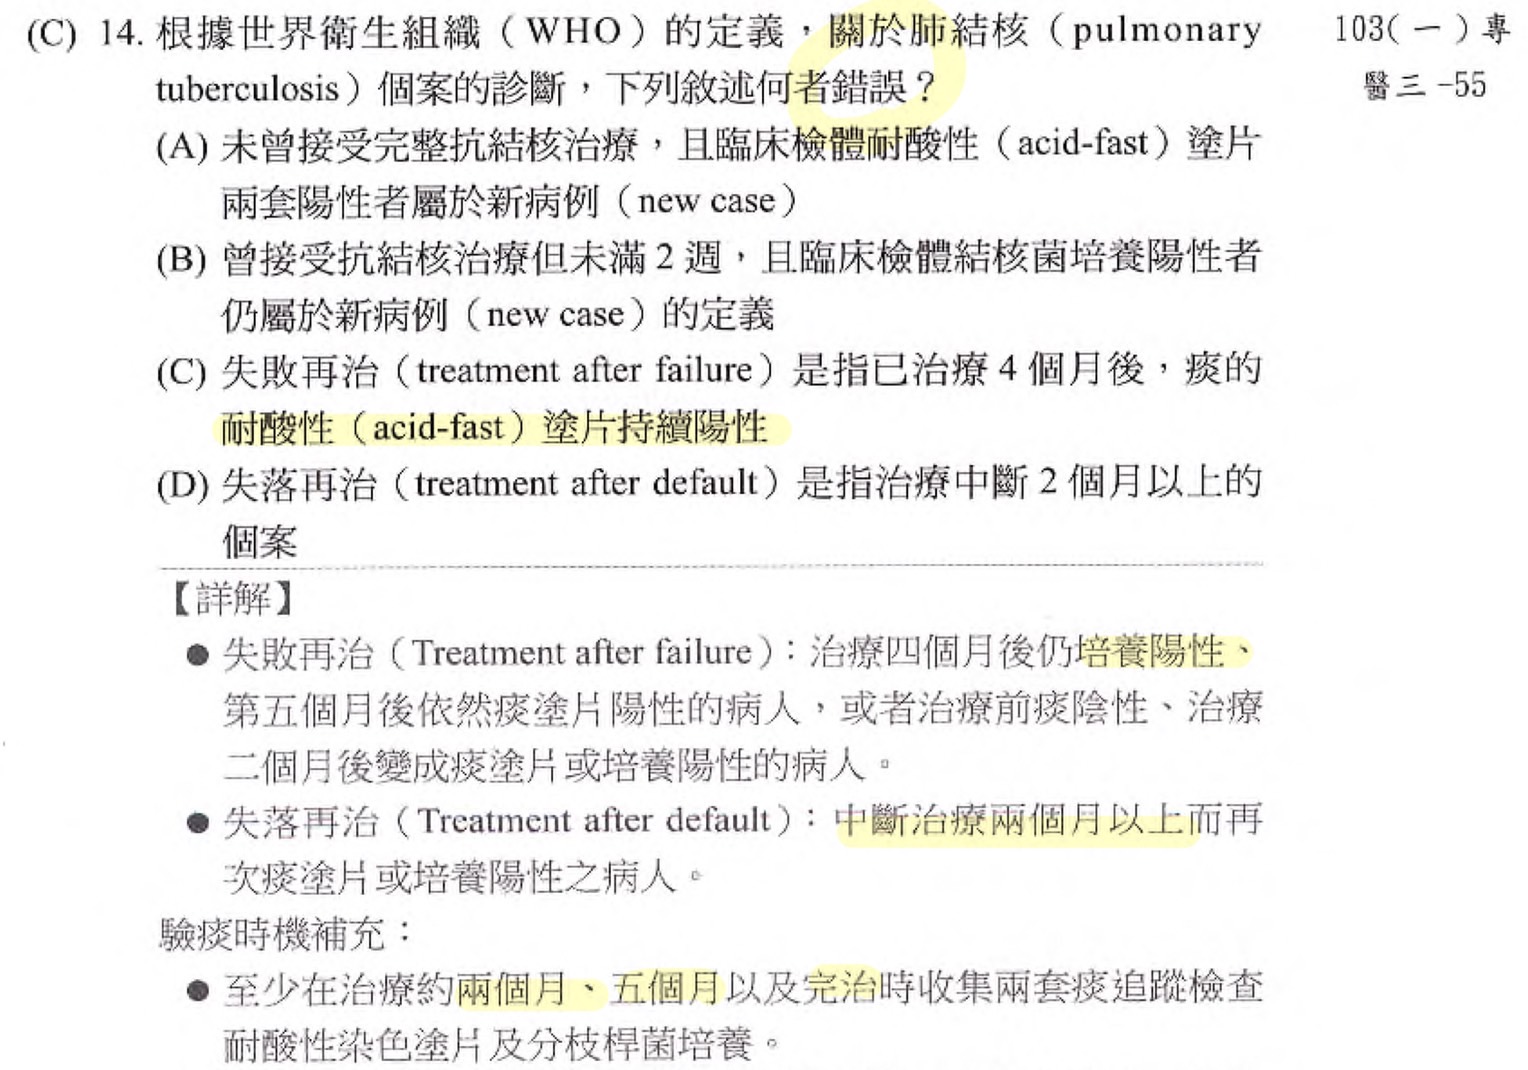 (C) 14. 根據世界衛生組織（WHO）的定義，關於肺結核（pulmonary
tuberculosis）個案的診斷，下列敘述何者錯誤？
(A) 未曾接受完整抗結核治療，且臨床檢體耐酸性（acid-fast）塗片
兩套陽性者屬於新病例（new case）
(B) 曾接受抗結核治療但未滿 2 週，且臨床檢體結核菌培養陽性者
仍屬於新病例（new case）的定義
(C) 失敗再治（treatment after failure）是指已治療 4 個月後，痰的
耐酸性（acid-fast）塗片持續陽性
(D) 失落再治（treatment after default）是指治療中斷 2 個月以上的
個案
【詳解】
● 失敗再治（Treatment after failure）：治療四個月後仍培養陽性、
第五個月後依然痰塗片陽性的病人，或者治療前痰陰性、治療
二個月後變成痰塗片或培養陽性的病人。
● 失落再治（Treatment after default）：中斷治療兩個月以上而再
次痰塗片或培養陽性之病人。
驗痰時機補充：
● 至少在治療約兩個月、五個月以及完治時收集兩套痰追蹤檢查
耐酸性染色塗片及分枝桿菌培養。
103(一)專
醫三-55